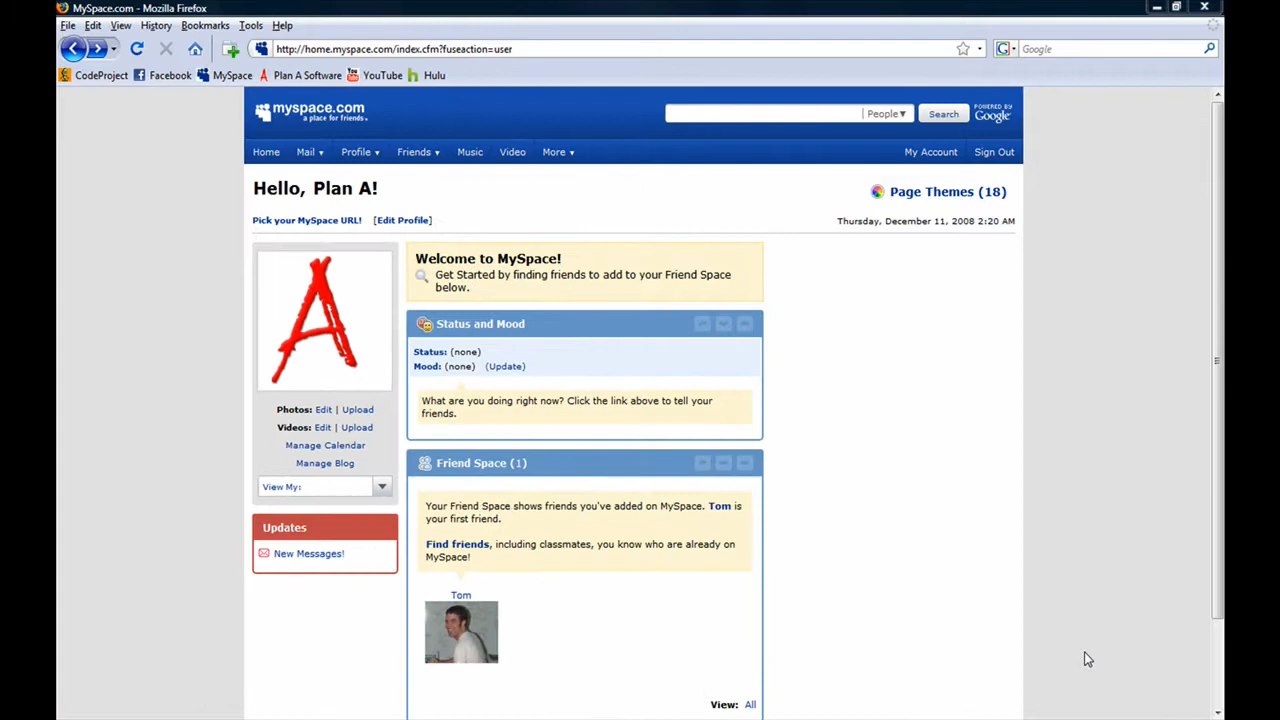 MySpace.com - Mozilla Firefox
File Edit View History Bookmarks Tools Help
http://home.myspace.com/index.cfm?fuseaction=user
Google
CodeProject Facebook MySpace Plan A Software YouTube Hulu
myspace.com
a place for friends.
People▾ Search
POWERED BY
Google
Home Mail ▾ Profile ▾ Friends ▾ Music Video More ▾ My Account Sign Out
Hello, Plan A!
Page Themes (18)
Pick your MySpace URL! [Edit Profile]
Thursday, December 11, 2008 2:20 AM
A
Photos: Edit | Upload
Videos: Edit | Upload
Manage Calendar
Manage Blog
View My:
Updates
New Messages!
Welcome to MySpace!
Get Started by finding friends to add to your Friend Space
below.
Status and Mood
Status: (none)
Mood: (none) (Update)
What are you doing right now? Click the link above to tell your
friends.
Friend Space (1)
Your Friend Space shows friends you've added on MySpace. Tom is
your first friend.
Find friends, including classmates, you know who are already on
MySpace!
Tom
View: All